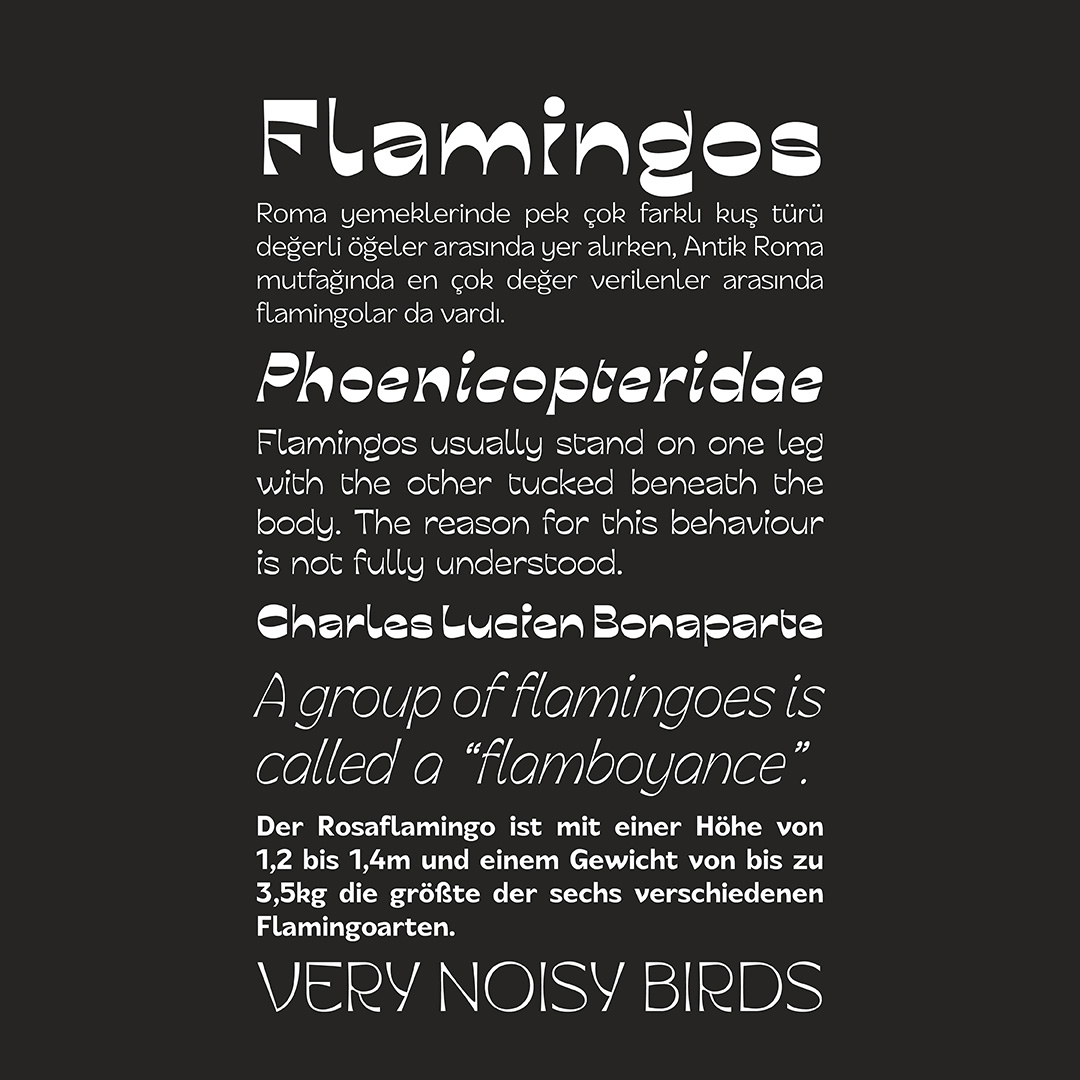 Flamingos
Roma yemeklerinde pek çok farklı kuş türü
değerli öğeler arasında yer alırken, Antik Roma
mutfağında en çok değer verilenler arasında
flamingolar da vardı.
Phoenicopteridae
Flamingos usually stand on one leg
with the other tucked beneath the
body. The reason for this behaviour
is not fully understood.
Charles Lucien Bonaparte
A group of flamingoes is
called a “flamboyance”.
Der Rosaflamingo ist mit einer Höhe von
1,2 bis 1,4m und einem Gewicht von bis zu
3,5kg die größte der sechs verschiedenen
Flamingoarten.
VERY NOISY BIRDS